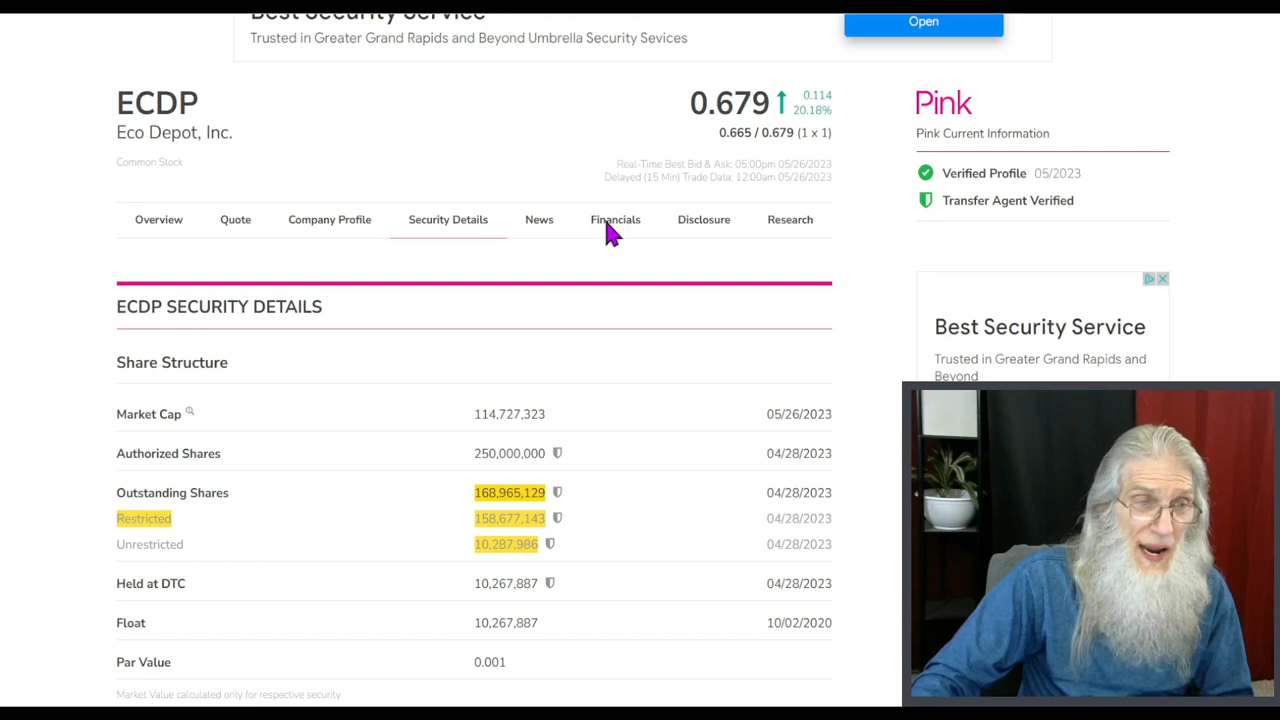 Best Security Service
Trusted in Greater Grand Rapids and Beyond Umbrella Security Sevices
Open
ECDP
Eco Depot, Inc.
Common Stock
0.679
0.114
20.18%
0.665 / 0.679 (1 x 1)
Real-Time Best Bid & Ask: 05:00pm 05/26/2023
Delayed (15 Min) Trade Data: 12:00am 05/26/2023
Pink
Pink Current Information
Verified Profile 05/2023
Transfer Agent Verified
Overview Quote Company Profile Security Details News Financials Disclosure Research
ECDP SECURITY DETAILS
Share Structure
Market Cap 114,727,323 05/26/2023
Authorized Shares 250,000,000 04/28/2023
Outstanding Shares 168,965,129 04/28/2023
Restricted 158,677,143 04/28/2023
Unrestricted 10,287,986 04/28/2023
Held at DTC 10,267,887 04/28/2023
Float 10,267,887 10/02/2020
Par Value 0.001
Market Value calculated only for respective security
Best Security Service
Trusted in Greater Grand Rapids and
Beyond